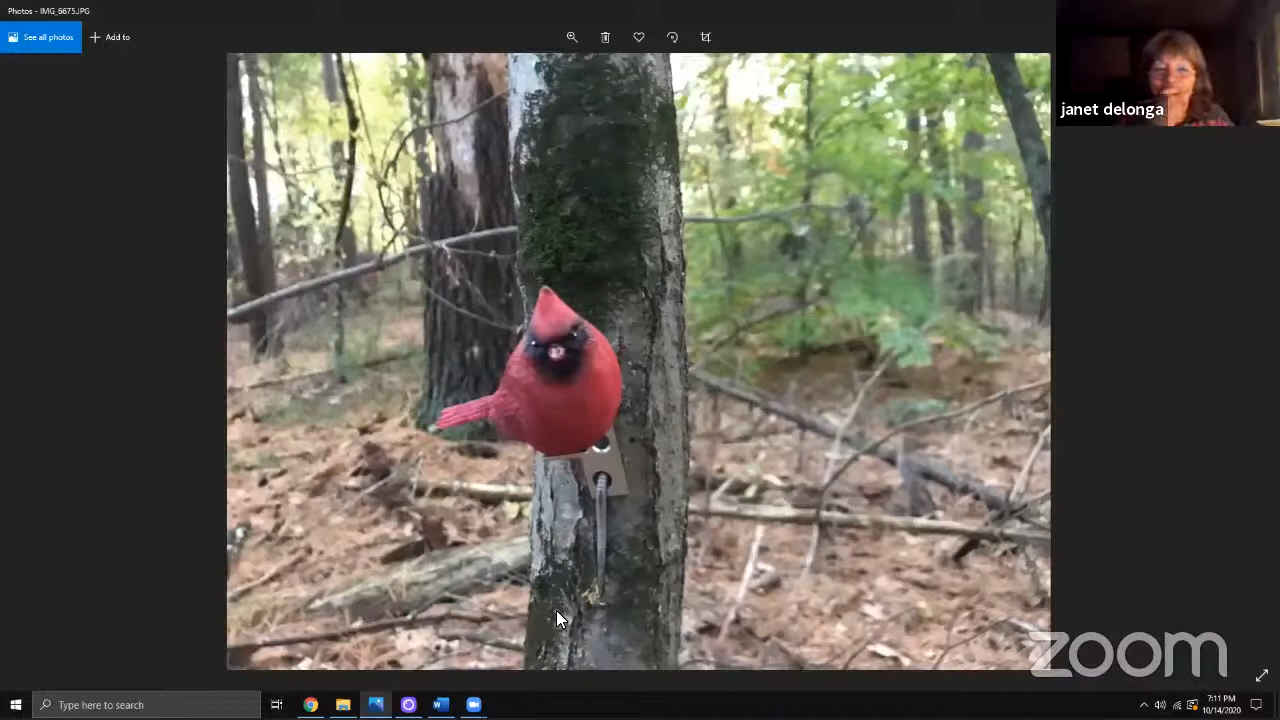 Photos - IMG_6675.JPG
See all photos
Add to
janet delonga
zoom
Type here to search
7:11 PM
10/14/2020